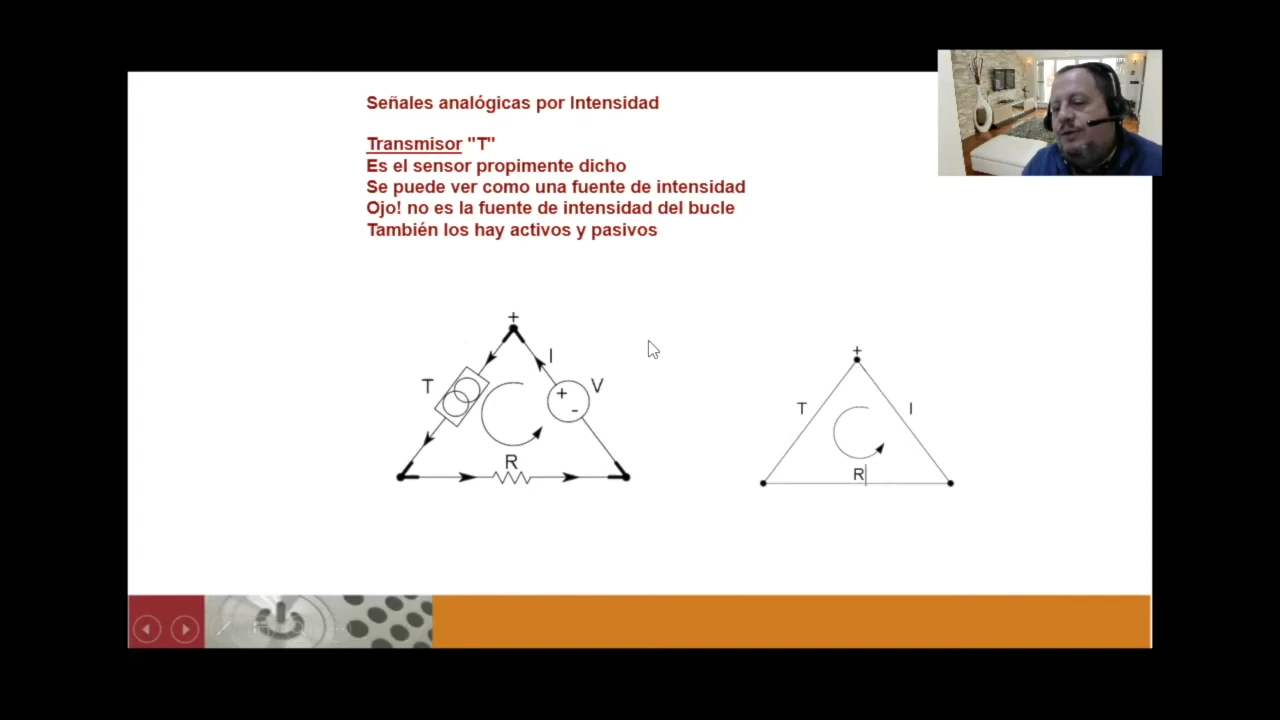 Señales analógicas por Intensidad
Transmisor "T"
Es el sensor propimente dicho
Se puede ver como una fuente de intensidad
Ojo! no es la fuente de intensidad del bucle
También los hay activos y pasivos
+
I
T
+
V
-
R
+
T
I
R